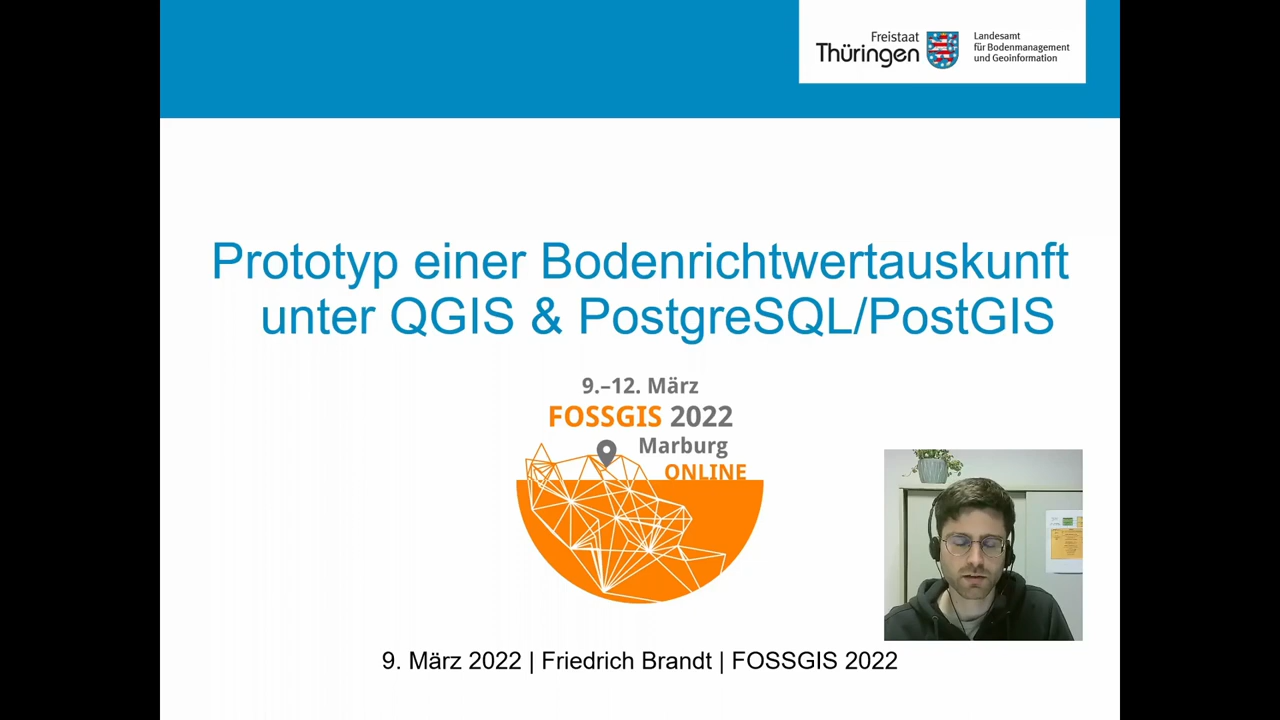 Freistaat
Thüringen
Landesamt
für Bodenmanagement
und Geoinformation
Prototyp einer Bodenrichtwertauskunft
unter QGIS & PostgreSQL/PostGIS
9.–12. März
FOSSGIS 2022
Marburg
ONLINE
9. März 2022 | Friedrich Brandt | FOSSGIS 2022